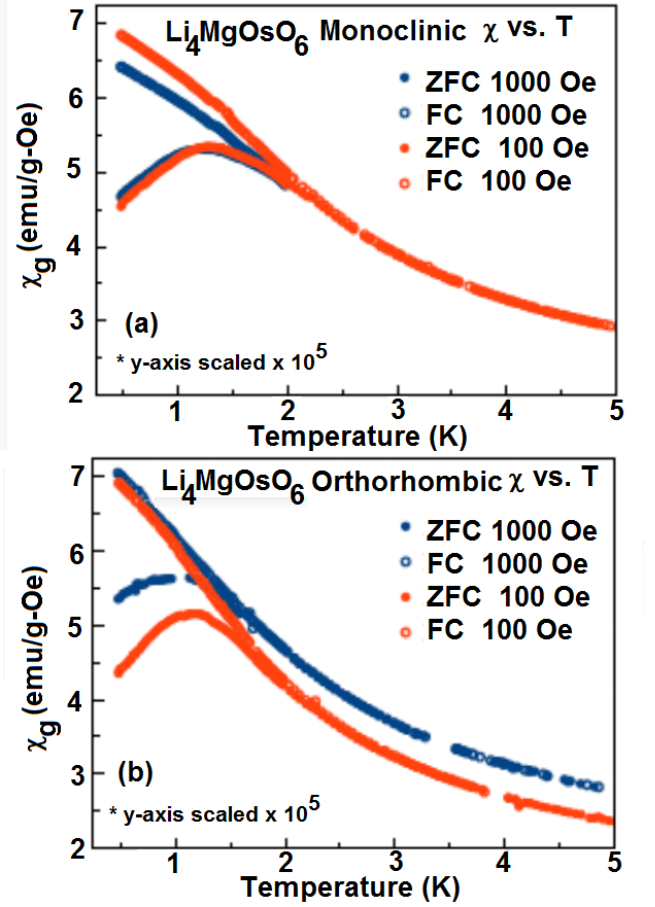 Li4MgOsO6 Monoclinic χ vs. T
ZFC 1000 Oe
FC 1000 Oe
ZFC 100 Oe
FC 100 Oe
χg (emu/g-Oe)
7
6
5
4
3
2
(a)
* y-axis scaled x 10^5
1 2 3 4 5
Temperature (K)
Li4MgOsO6 Orthorhombic χ vs. T
ZFC 1000 Oe
FC 1000 Oe
ZFC 100 Oe
FC 100 Oe
χg (emu/g-Oe)
7
6
5
4
3
2
(b)
* y-axis scaled x 10^5
1 2 3 4 5
Temperature (K)